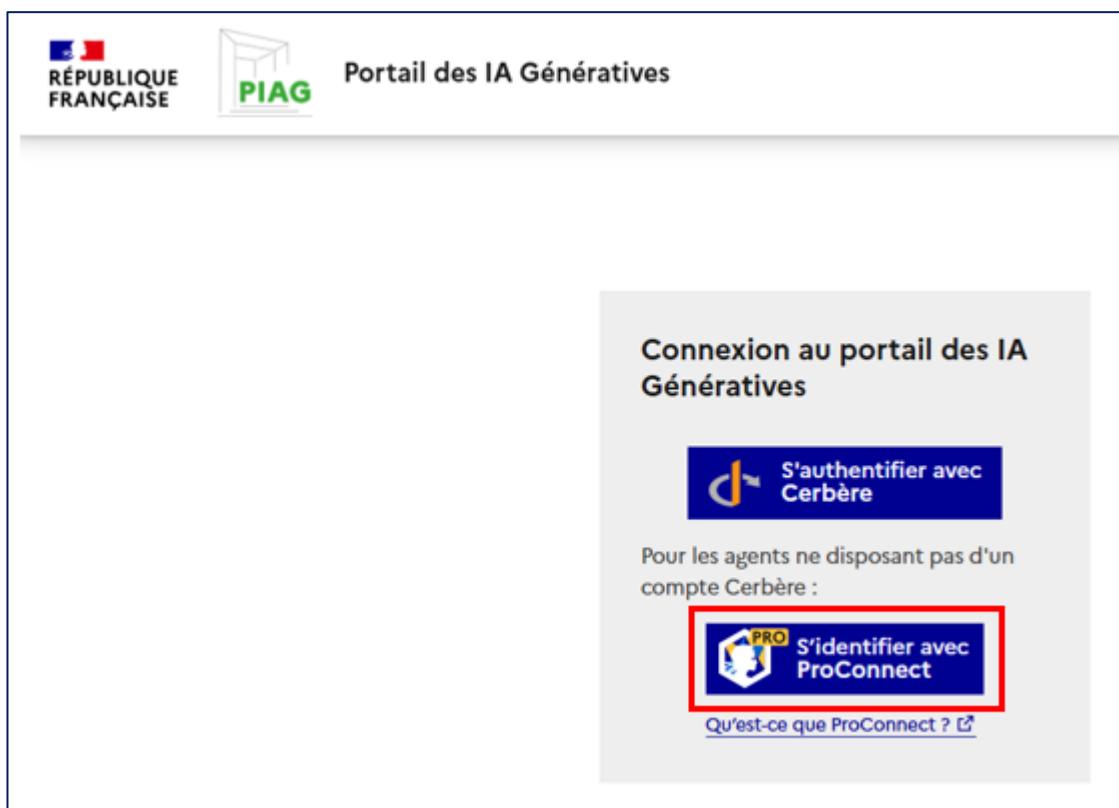 RÉPUBLIQUE
FRANÇAISE
PIAG
Portail des IA Génératives
Connexion au portail des IA
Génératives
S'authentifier avec
Cerbère
Pour les agents ne disposant pas d'un
compte Cerbère :
PRO
S'identifier avec
ProConnect
Qu'est-ce que ProConnect ?